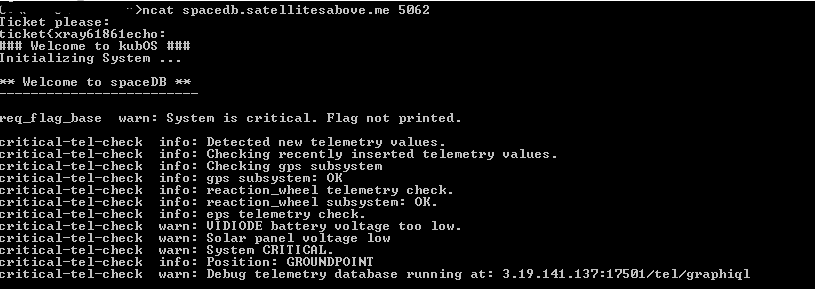 >ncat spacedb.satellitesabove.me 5062
Ticket please:
ticket{xray61861echo:
### Welcome to kubOS ###
Initializing System ...
** Welcome to spaceDB **
-------------------------
req_flag_base  warn: System is critical. Flag not printed.
critical-tel-check  info: Detected new telemetry values.
critical-tel-check  info: Checking recently inserted telemetry values.
critical-tel-check  info: Checking gps subsystem
critical-tel-check  info: gps subsystem: OK
critical-tel-check  info: reaction_wheel telemetry check.
critical-tel-check  info: reaction_wheel subsystem: OK.
critical-tel-check  info: eps telemetry check.
critical-tel-check  warn: VIDIODE battery voltage too low.
critical-tel-check  warn: Solar panel voltage low
critical-tel-check  warn: System CRITICAL.
critical-tel-check  info: Position: GROUNDPOINT
critical-tel-check  warn: Debug telemetry database running at: 3.19.141.137:17501/tel/graphiql